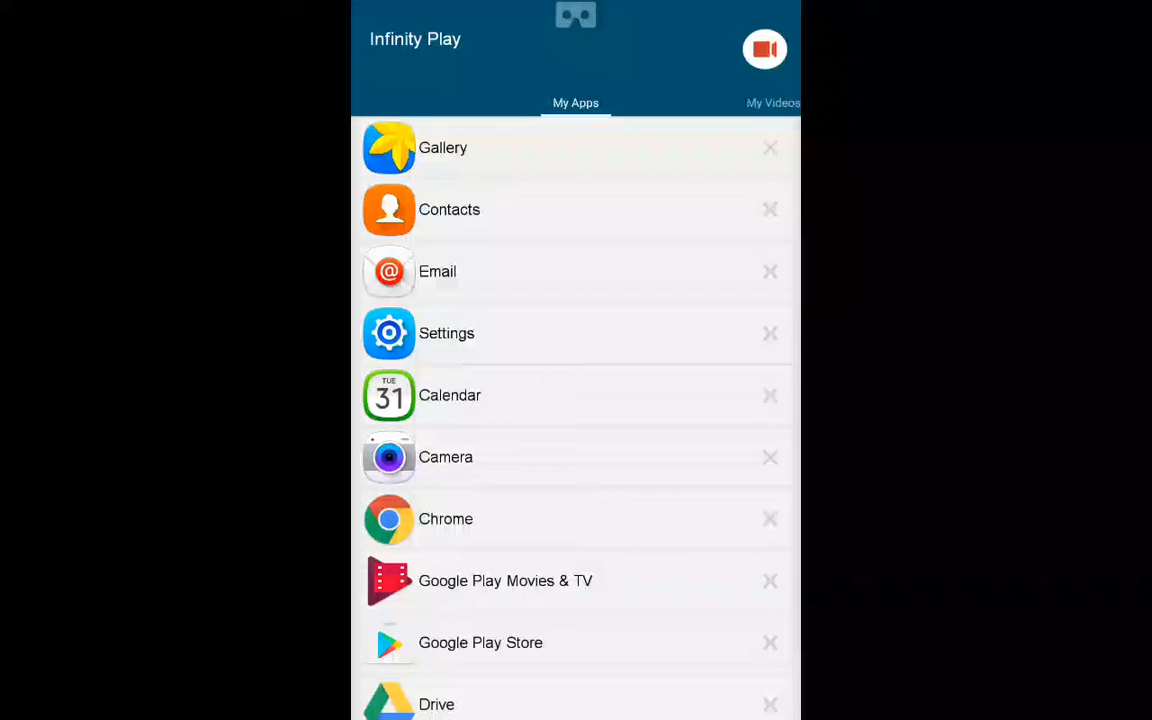 Infinity Play
My Apps
My Videos
Gallery
Contacts
@
Email
Settings
TUE
31
Calendar
Camera
Chrome
Google Play Movies & TV
Google Play Store
Drive